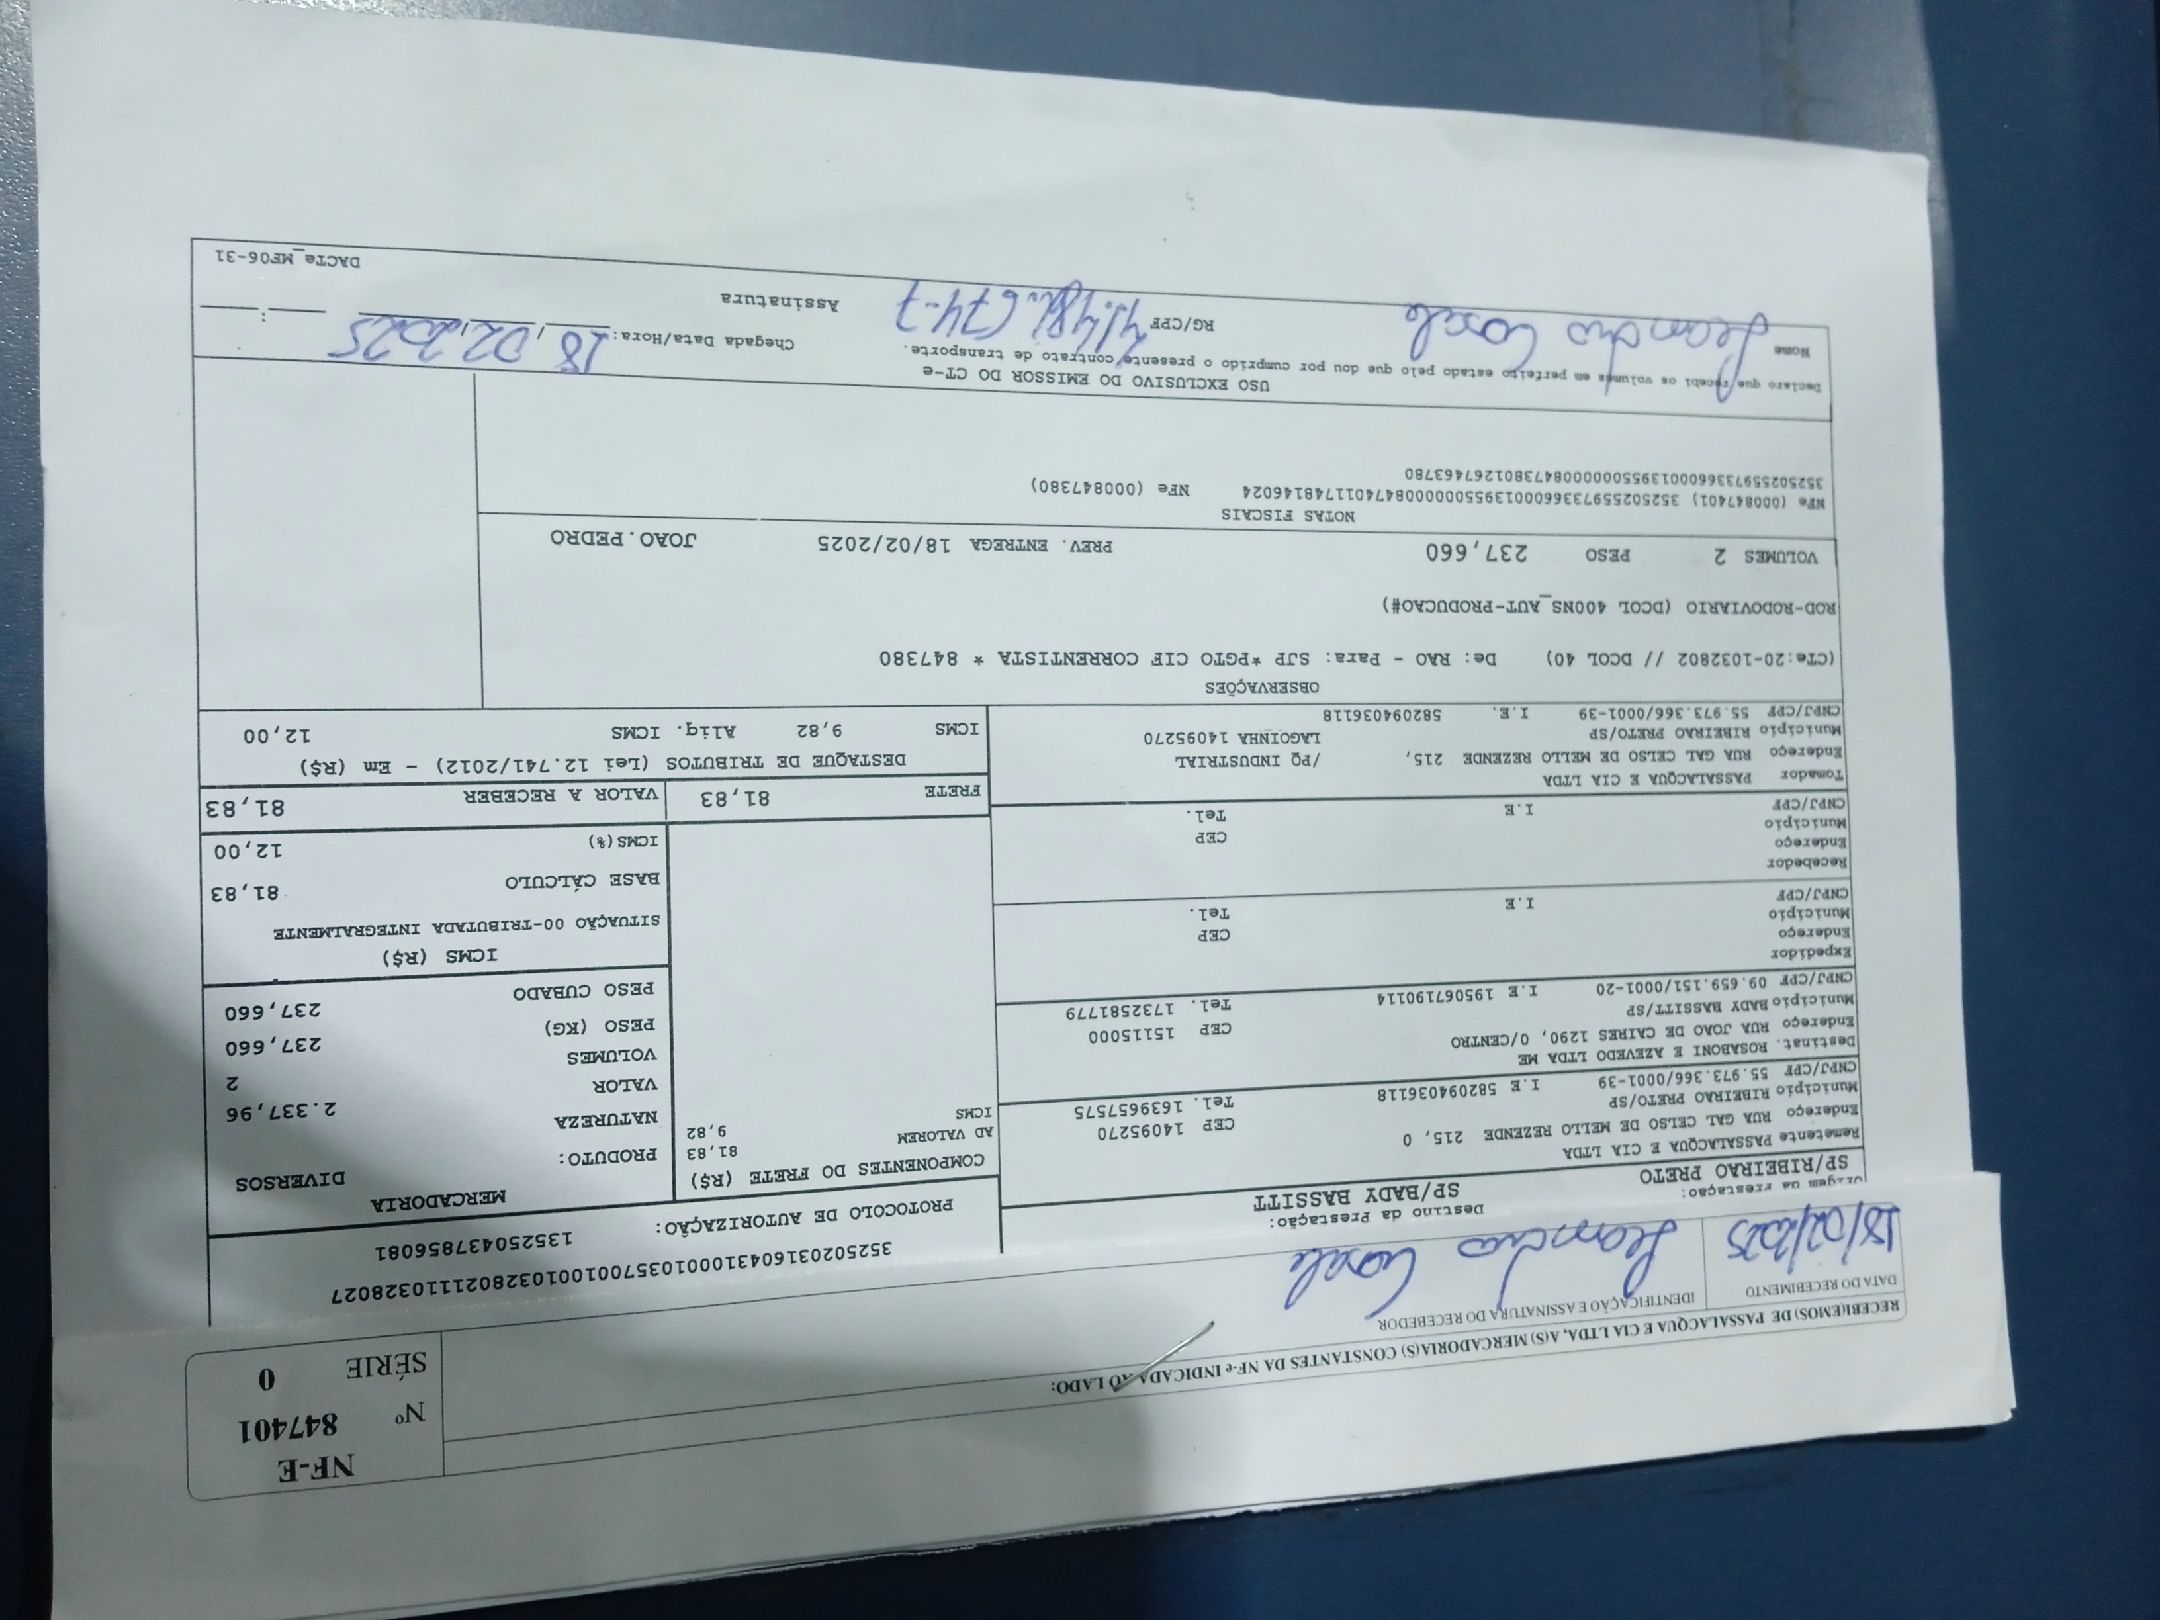 NF-E
Nº 847401
SÉRIE 0
RECEBI(EMOS) DE PASSALACQUA E CIA LTDA, A(S) MERCADORIA(S) CONSTANTES DA NF-e INDICADA AO LADO:
DATA DO RECEBIMENTO
IDENTIFICAÇÃO E ASSINATURA DO RECEBEDOR
18/02/2025
Leandro
35250203160431000103570010010328021110328027
PROTOCOLO DE AUTORIZAÇÃO: 135250437856081
Origem da Prestação:
SP/RIBEIRAO PRETO
Destino da Prestação:
SP/BADY BASSITT
Remetente PASSALACQUA E CIA LTDA
Endereço RUA GAL CELSO DE MELLO REZENDE 215, 0
Município RIBEIRAO PRETO/SP CEP 14095270
CNPJ/CPF 55.973.366/0001-39 I.E 582094036118 Tel. 1639657575
Destinat. ROSABONI E AZEVEDO LTDA ME
Endereço RUA JOAO DE CAIRES 1290, 0/CENTRO
Município BADY BASSITT/SP CEP 15115000
CNPJ/CPF 09.659.151/0001-20 I.E 195067190114 Tel. 1732581779
Expedidor
Endereço
Município CEP
CNPJ/CPF I.E Tel.
Recebedor
Endereço
Município CEP
CNPJ/CPF I.E Tel.
Tomador PASSALACQUA E CIA LTDA
Endereço RUA GAL CELSO DE MELLO REZENDE 215, /PQ INDUSTRIAL
Município RIBEIRAO PRETO/SP LAGOINHA 14095270
CNPJ/CPF 55.973.366/0001-39 I.E. 582094036118
COMPONENTES DO FRETE (R$)
AD VALOREM 81,83
ICMS 9,82
MERCADORIA
PRODUTO: DIVERSOS
NATUREZA
VALOR 2.337,96
VOLUMES 2
PESO (KG) 237,660
PESO CUBADO 237,660
ICMS (R$)
SITUAÇÃO 00-TRIBUTADA INTEGRALMENTE
BASE CÁLCULO 81,83
ICMS(%) 12,00
FRETE 81,83 VALOR A RECEBER 81,83
DESTAQUE DE TRIBUTOS (Lei 12.741/2012) - Em (R$)
ICMS 9,82 Aliq. ICMS 12,00
OBSERVAÇÕES
(CTe:20-1032802 // DCOL 40) De: RAO - Para: SJP *PGTO CIF CORRENTISTA * 847380
ROD-RODOVIARIO (DCOL 400NS_AUT-PRODUCAO#)
VOLUMES 2 PESO 237,660 PREV. ENTREGA 18/02/2025 JOAO.PEDRO
NOTAS FISCAIS
NFe (000847401) 35250255973366000139550000008474011748146024 NFe (000847380)
35250255973366000139550000008473801267463780
USO EXCLUSIVO DO EMISSOR DO CT-e
Declaro que recebi os volumes em perfeito estado pelo que dou por cumprido o presente contrato de transporte.
Nome Leandro
RG/CPF
Chegada Data/Hora: 18/02/2025 __:__
Assinatura
DACTe_MF06-31